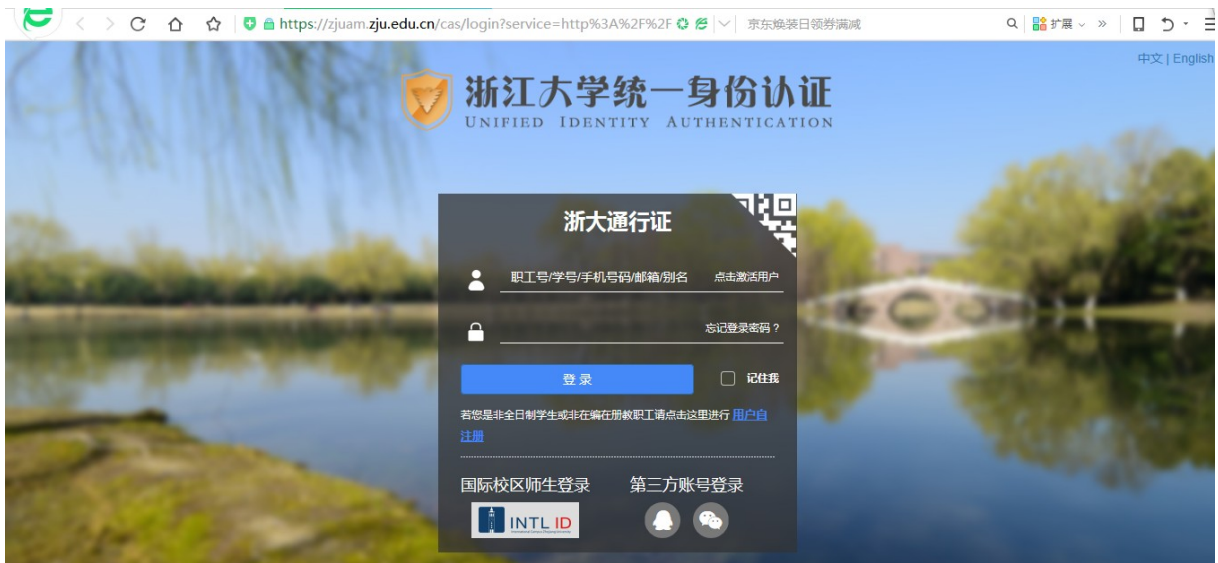 https://zjuam.zju.edu.cn/cas/login?service=http%3A%2F%2F
京东焕装日领券满减
扩展
中文 | English
浙江大学统一身份认证
UNIFIED IDENTITY AUTHENTICATION
浙大通行证
职工号/学号/手机号码/邮箱/别名 点击激活用户
忘记登录密码？
登 录 记住我
若您是非全日制学生或非在编在册教职工请点击这里进行 用户自
注册
国际校区师生登录 第三方账号登录
INTL ID